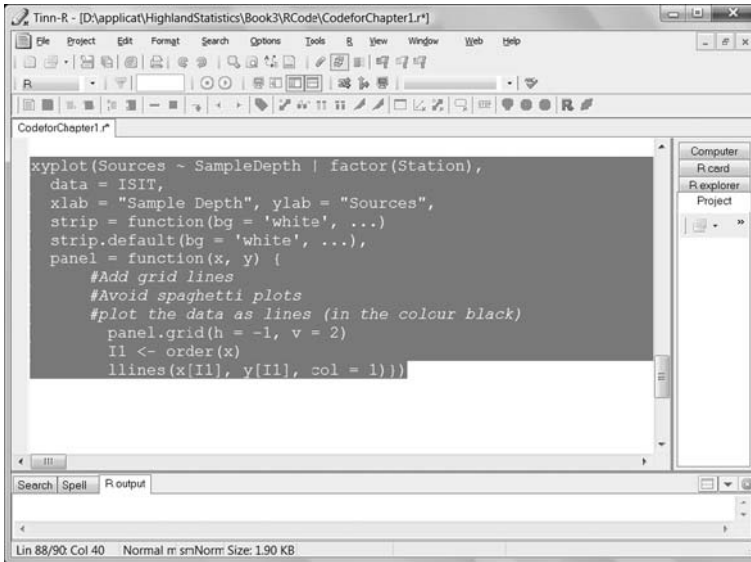 Tinn-R - [D:\applicat\HighlandStatistics\Book3\RCode\CodeforChapter1.r*]
File Project Edit Format Search Options Tools R View Window Web Help
R
CodeforChapter1.r*
xyplot(Sources ~ SampleDepth | factor(Station),
data = ISIT,
xlab = "Sample Depth", ylab = "Sources",
strip = function(bg = 'white', ...)
strip.default(bg = 'white', ...),
panel = function(x, y) {
#Add grid lines
#Avoid spaghetti plots
#plot the data as lines (in the colour black)
panel.grid(h = -1, v = 2)
I1 <- order(x)
llines(x[I1], y[I1], col = 1)})
Computer
R card
R explorer
Project
Search Spell R output
Lin 88/90: Col 40 Normal m smNorm Size: 1.90 KB